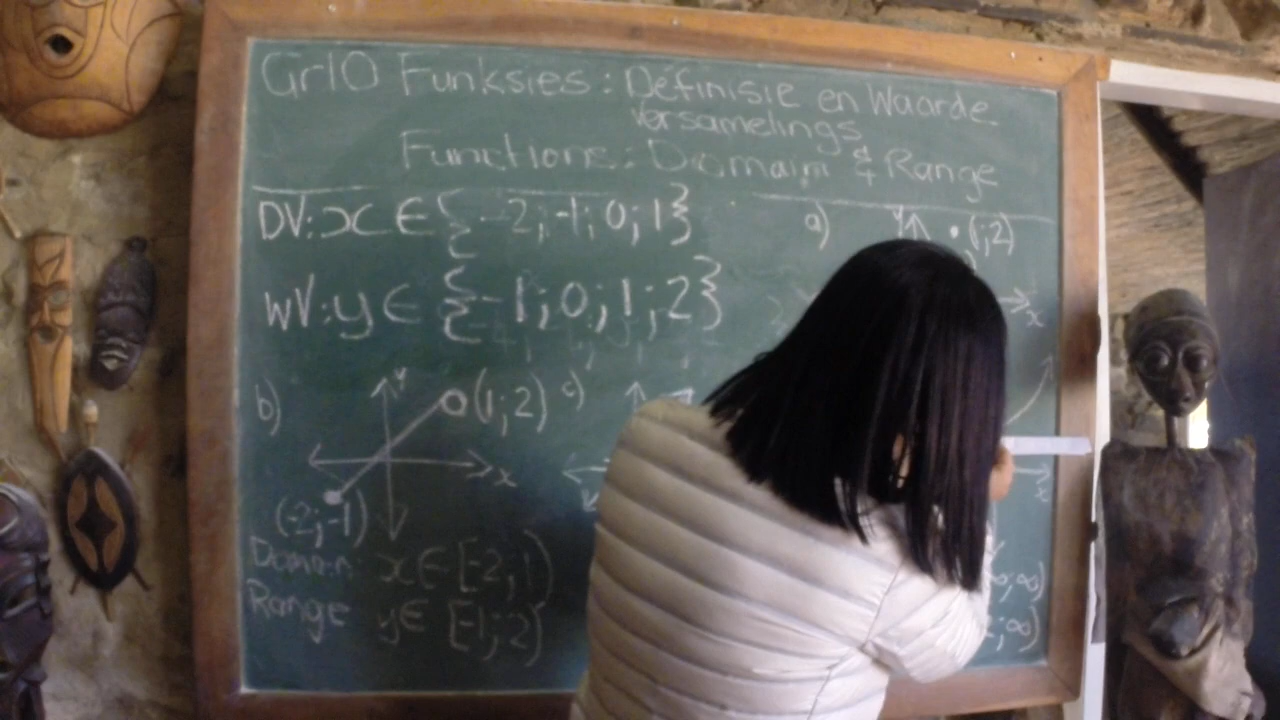 Gr10 Funksies: Definisie en Waarde
Versamelings
Functions: Domain & Range
DV: x ∈ {-2; -1; 0; 1}
WV: y ∈ {-1; 0; 1; 2}
a)
y
(1;2)
x
b)
y
(1;2)
x
(-2;-1)
Domain x ∈ [-2; 1)
Range y ∈ [-1; 2)
c)
x
;∞)
;∞)